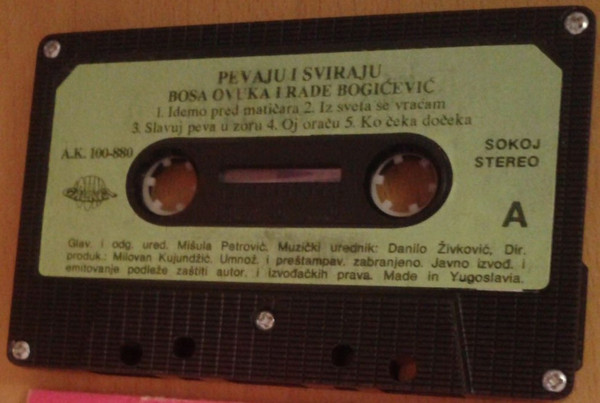 PEVAJU I SVIRAJU
BOSA OVUKA I RADE BOGIĆEVIĆ
1. Idemo pred matičara 2. Iz sveta se vraćam
3. Slavuj peva u zoru 4. Oj oraču 5. Ko čeka dočeka
A.K. 100-880
SOKOJ
STEREO
A
Glav. i odg. ured. Mišula Petrović. Muzički urednik: Danilo Živković. Dir.
produk.: Milovan Kujundžić. Umnož. i preštampav. zabranjeno. Javno izvođ. i
emitovanje podleže zaštiti autor. i izvođačkih prava. Made in Yugoslavia.